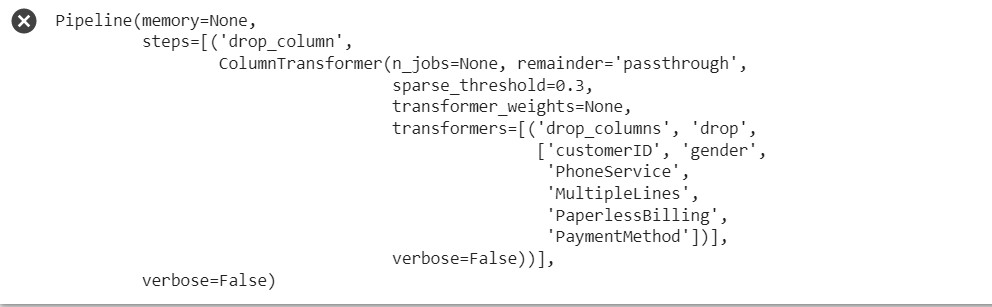 Pipeline(memory=None,
steps=[('drop_column',
ColumnTransformer(n_jobs=None, remainder='passthrough',
sparse_threshold=0.3,
transformer_weights=None,
transformers=[('drop_columns', 'drop',
['customerID', 'gender',
'PhoneService',
'MultipleLines',
'PaperlessBilling',
'PaymentMethod'])],
verbose=False))],
verbose=False)